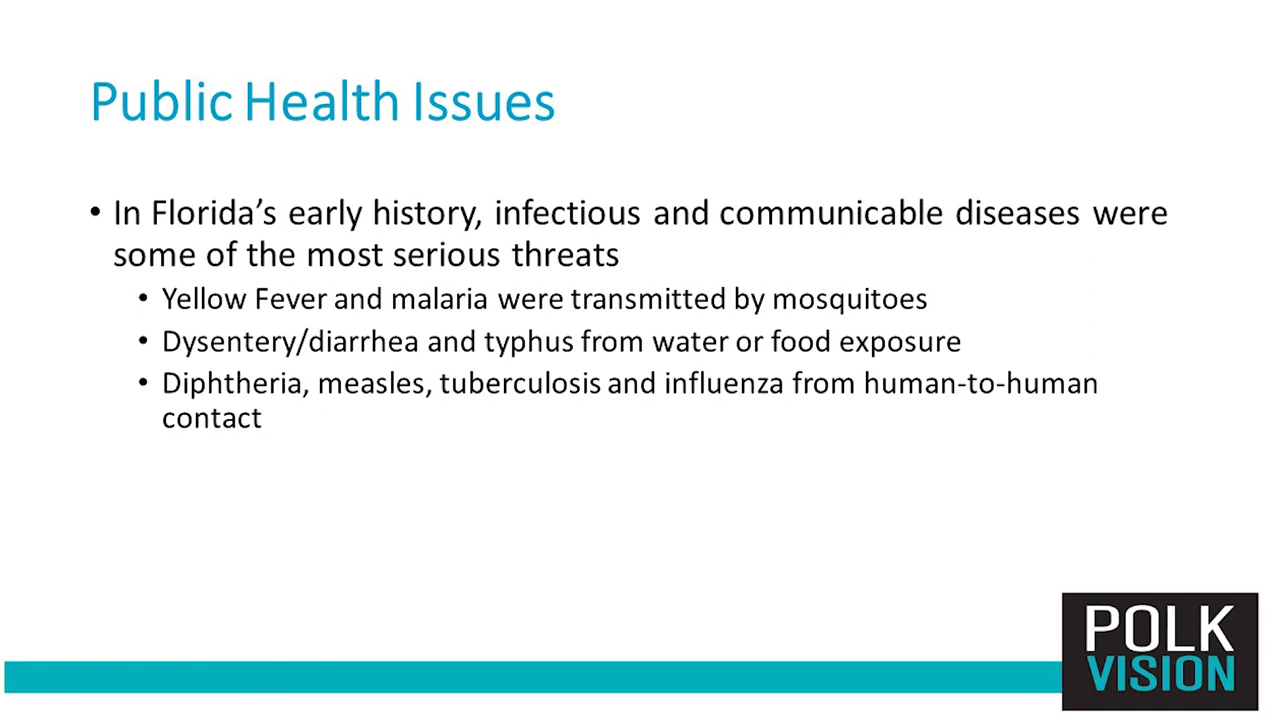 Public Health Issues
• In Florida’s early history, infectious and communicable diseases were
some of the most serious threats
• Yellow Fever and malaria were transmitted by mosquitoes
• Dysentery/diarrhea and typhus from water or food exposure
• Diphtheria, measles, tuberculosis and influenza from human-to-human
contact
POLK
VISION